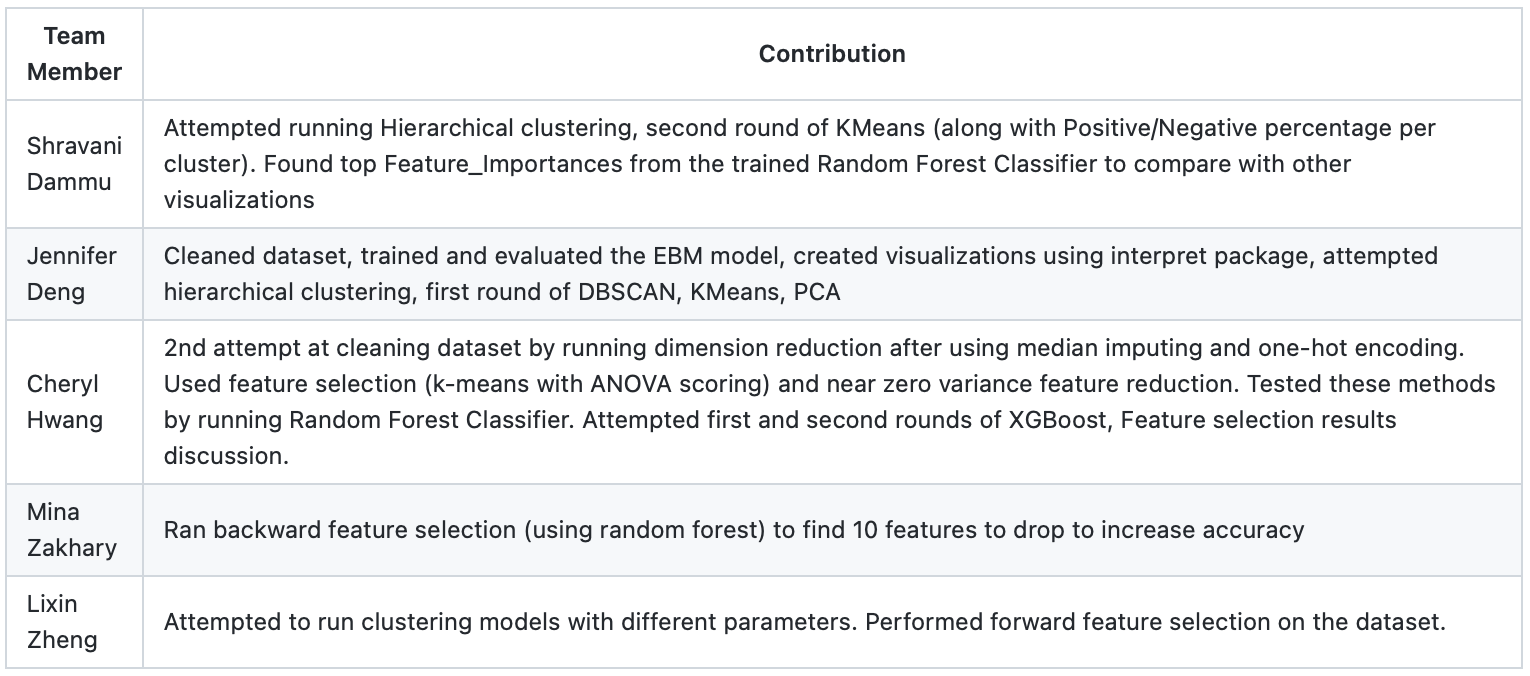 Team
Member
Contribution
Shravani
Dammu
Attempted running Hierarchical clustering, second round of KMeans (along with Positive/Negative percentage per
cluster). Found top Feature_Importances from the trained Random Forest Classifier to compare with other
visualizations
Jennifer
Deng
Cleaned dataset, trained and evaluated the EBM model, created visualizations using interpret package, attempted
hierarchical clustering, first round of DBSCAN, KMeans, PCA
Cheryl
Hwang
2nd attempt at cleaning dataset by running dimension reduction after using median imputing and one-hot encoding.
Used feature selection (k-means with ANOVA scoring) and near zero variance feature reduction. Tested these methods
by running Random Forest Classifier. Attempted first and second rounds of XGBoost, Feature selection results
discussion.
Mina
Zakhary
Ran backward feature selection (using random forest) to find 10 features to drop to increase accuracy
Lixin
Zheng
Attempted to run clustering models with different parameters. Performed forward feature selection on the dataset.